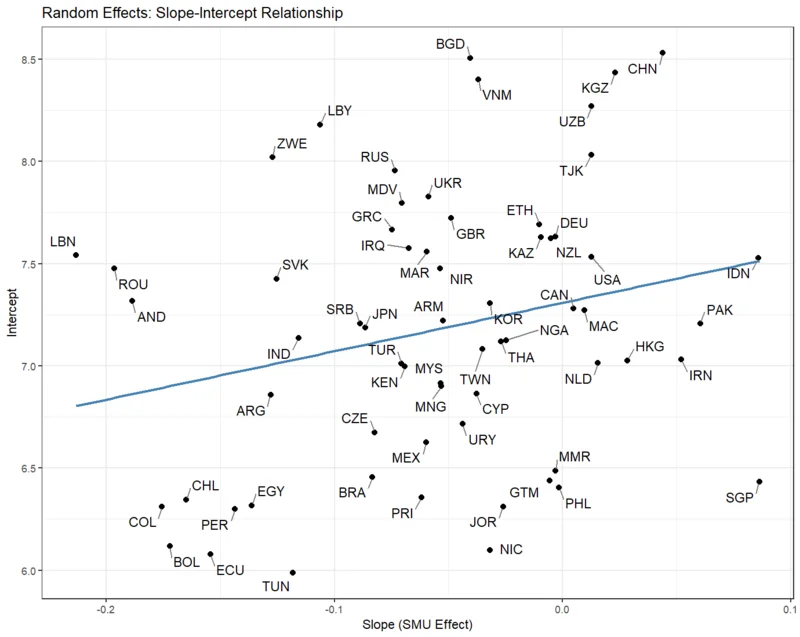 Random Effects: Slope-Intercept Relationship
BGD
CHN
KGZ
VNM
LBY
UZB
ZWE
RUS
TJK
UKR
MDV
ETH
GRC
DEU
GBR
LBN
IRQ
KAZ
NZL
SVK
MAR
IDN
NIR
USA
ROU
CAN
ARM
SRB
JPN
PAK
AND
KOR
MAC
NGA
TUR
HKG
IND
THA
MYS
NLD
IRN
KEN
TWN
MNG
CYP
ARG
CZE
URY
MEX
MMR
CHL
EGY
BRA
GTM
SGP
PHL
PRI
COL
PER
JOR
NIC
BOL
ECU
TUN
8.5
8.0
7.5
7.0
6.5
6.0
Intercept
-0.2 -0.1 0.0 0.1
Slope (SMU Effect)